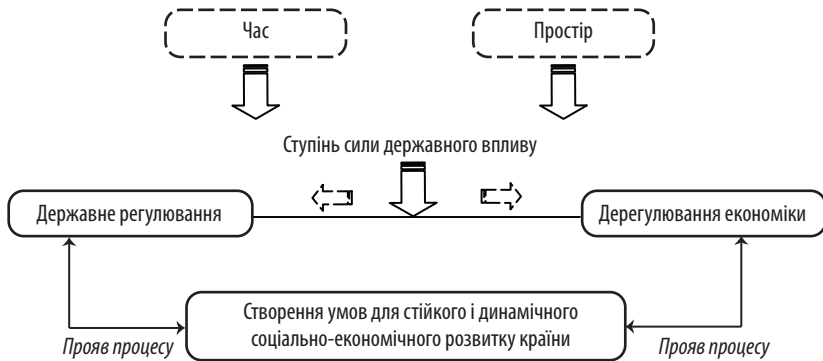 Час
Простір
Ступінь сили державного впливу
Державне регулювання
Дерегулювання економіки
Створення умов для стійкого і динамічного
соціально-економічного розвитку країни
Прояв процесу
Прояв процесу